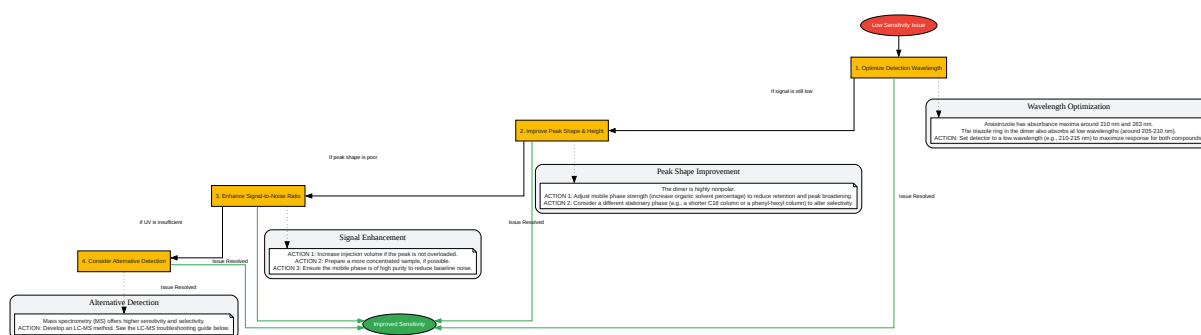 Low Sensitivity Issue
1. Optimize Detection Wavelength
If signal is still low
Wavelength Optimization
Anastrozole has absorbance maxima around 210 nm and 263 nm.
The triazole ring in the dimer also absorbs at low wavelengths (around 205-210 nm).
ACTION: Set detector to a low wavelength (e.g., 210-215 nm) to maximize response for both compounds.
2. Improve Peak Shape & Height
If peak shape is poor
Peak Shape Improvement
The dimer is highly nonpolar.
ACTION 1: Adjust mobile phase strength (increase organic solvent percentage) to reduce retention and peak broadening.
ACTION 2: Consider a different stationary phase (e.g., a shorter C18 column or a phenyl-hexyl column) to alter selectivity.
3. Enhance Signal-to-Noise Ratio
Issue Resolved
If UV is insufficient
Issue Resolved
Signal Enhancement
ACTION 1: Increase injection volume if the peak is not overloaded.
ACTION 2: Prepare a more concentrated sample, if possible.
ACTION 3: Ensure the mobile phase is of high purity to reduce baseline noise.
4. Consider Alternative Detection
Issue Resolved
Issue Resolved
Alternative Detection
Mass spectrometry (MS) offers higher sensitivity and selectivity.
ACTION: Develop an LC-MS method. See the LC-MS troubleshooting guide below.
Improved Sensitivity